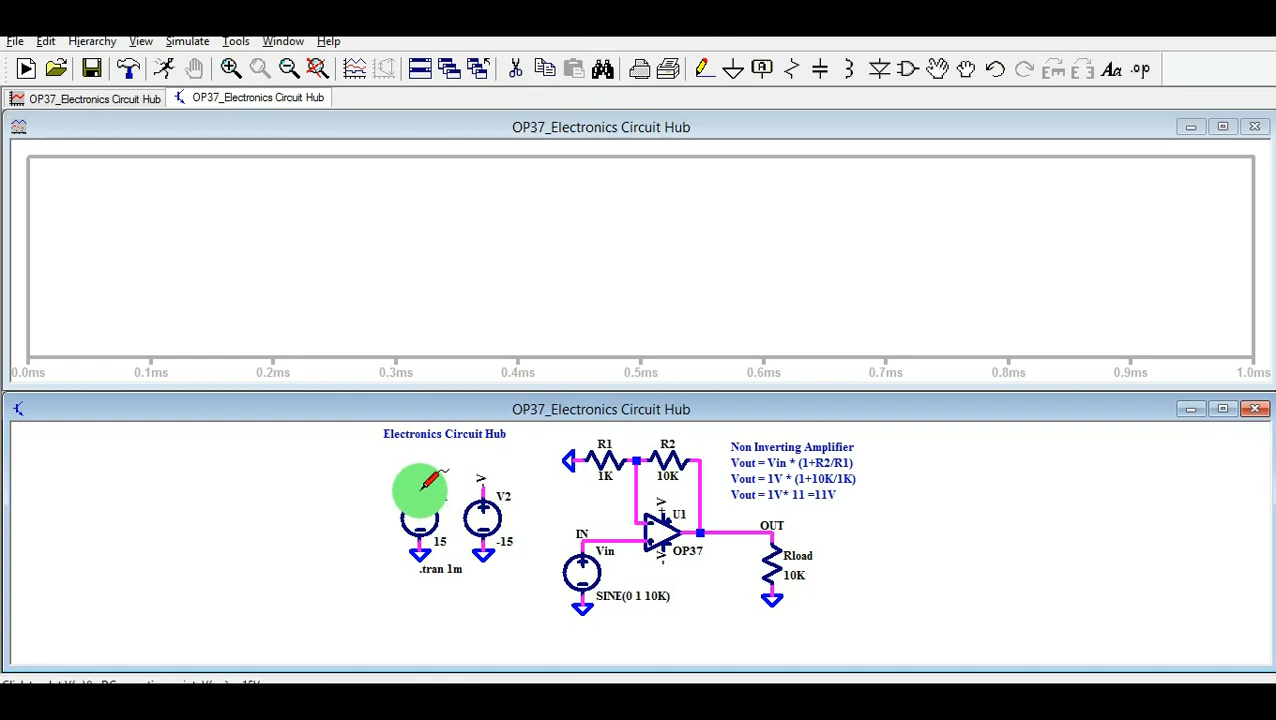 File Edit Hierarchy View Simulate Tools Window Help
Aa .op
OP37_Electronics Circuit Hub OP37_Electronics Circuit Hub
OP37_Electronics Circuit Hub
0.0ms 0.1ms 0.2ms 0.3ms 0.4ms 0.5ms 0.6ms 0.7ms 0.8ms 0.9ms 1.0ms
OP37_Electronics Circuit Hub
Electronics Circuit Hub
-V
V2
15
-15
.tran 1m
R1
1K
R2
10K
+V
U1
OP37
-V
IN
Vin
SINE(0 1 10K)
OUT
Rload
10K
Non Inverting Amplifier
Vout = Vin * (1+R2/R1)
Vout = 1V * (1+10K/1K)
Vout = 1V* 11 =11V